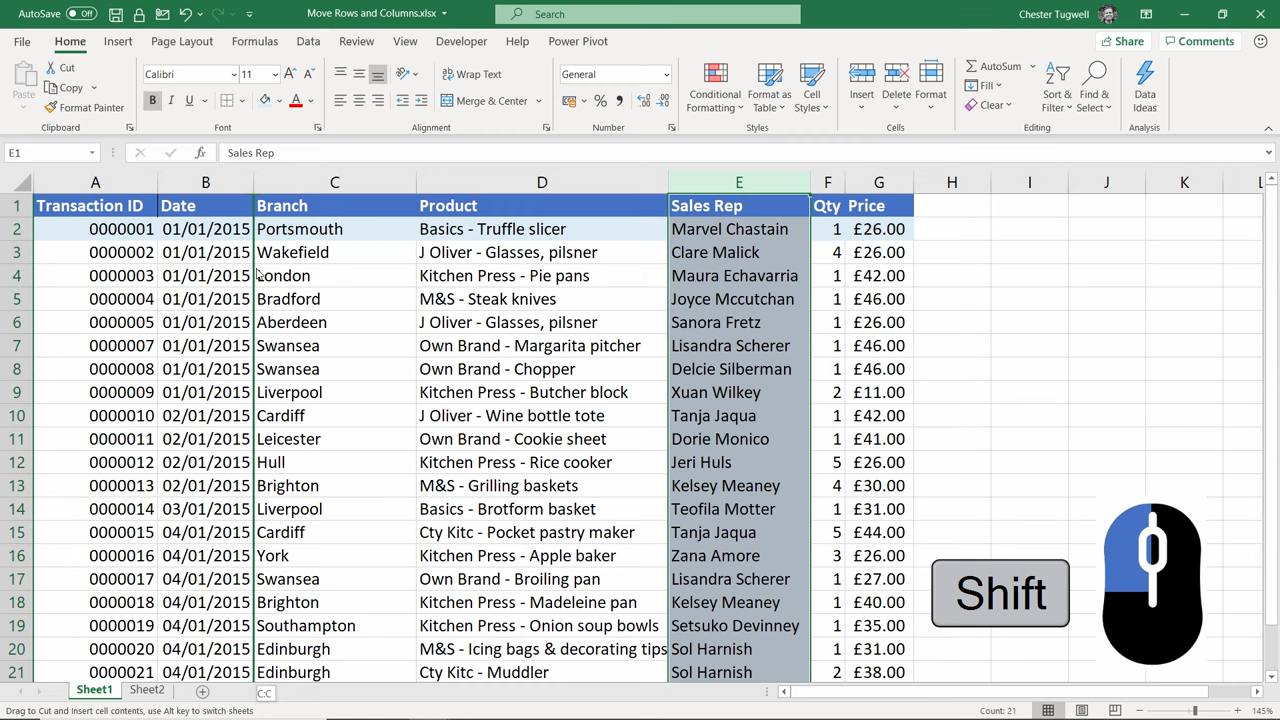 AutoSave Off Move Rows and Columns.xlsx Search Chester Tugwell
File Home Insert Page Layout Formulas Data Review View Developer Help Power Pivot Share Comments
Paste Cut Copy Format Painter Clipboard
Calibri 11 B I U A Font
Wrap Text Merge & Center Alignment
General % Number
Conditional Formatting Format as Table Cell Styles Styles
Insert Delete Format Cells
AutoSum Fill Clear Sort & Filter Find & Select Editing
Data Ideas Analysis
E1 fx Sales Rep
A B C D E F G H I J K L
1 Transaction ID Date Branch Product Sales Rep Qty Price
2 0000001 01/01/2015 Portsmouth Basics - Truffle slicer Marvel Chastain 1 £26.00
3 0000002 01/01/2015 Wakefield J Oliver - Glasses, pilsner Clare Malick 4 £26.00
4 0000003 01/01/2015 London Kitchen Press - Pie pans Maura Echavarria 1 £42.00
5 0000004 01/01/2015 Bradford M&S - Steak knives Joyce Mccutchan 1 £46.00
6 0000005 01/01/2015 Aberdeen J Oliver - Glasses, pilsner Sanora Fretz 1 £26.00
7 0000007 01/01/2015 Swansea Own Brand - Margarita pitcher Lisandra Scherer 1 £46.00
8 0000008 01/01/2015 Swansea Own Brand - Chopper Delcie Silberman 1 £46.00
9 0000009 01/01/2015 Liverpool Kitchen Press - Butcher block Xuan Wilkey 2 £11.00
10 0000010 02/01/2015 Cardiff J Oliver - Wine bottle tote Tanja Jaqua 1 £42.00
11 0000011 02/01/2015 Leicester Own Brand - Cookie sheet Dorie Monico 1 £41.00
12 0000012 02/01/2015 Hull Kitchen Press - Rice cooker Jeri Huls 5 £26.00
13 0000013 02/01/2015 Brighton M&S - Grilling baskets Kelsey Meaney 4 £30.00
14 0000014 03/01/2015 Liverpool Basics - Brotform basket Teofila Motter 1 £31.00
15 0000015 04/01/2015 Cardiff Cty Kitc - Pocket pastry maker Tanja Jaqua 5 £44.00
16 0000016 04/01/2015 York Kitchen Press - Apple baker Zana Amore 3 £26.00
17 0000017 04/01/2015 Swansea Own Brand - Broiling pan Lisandra Scherer 1 £27.00
18 0000018 04/01/2015 Brighton Kitchen Press - Madeleine pan Kelsey Meaney 1 £40.00
19 0000019 04/01/2015 Southampton Kitchen Press - Onion soup bowls Setsuko Devinney 1 £35.00
20 0000020 04/01/2015 Edinburgh M&S - Icing bags & decorating tips Sol Harnish 1 £31.00
21 0000021 04/01/2015 Edinburgh Cty Kitc - Muddler Sol Harnish 2 £38.00
Shift
Sheet1 Sheet2 C:C
Drag to Cut and Insert cell contents, use Alt key to switch sheets Count: 21 145%